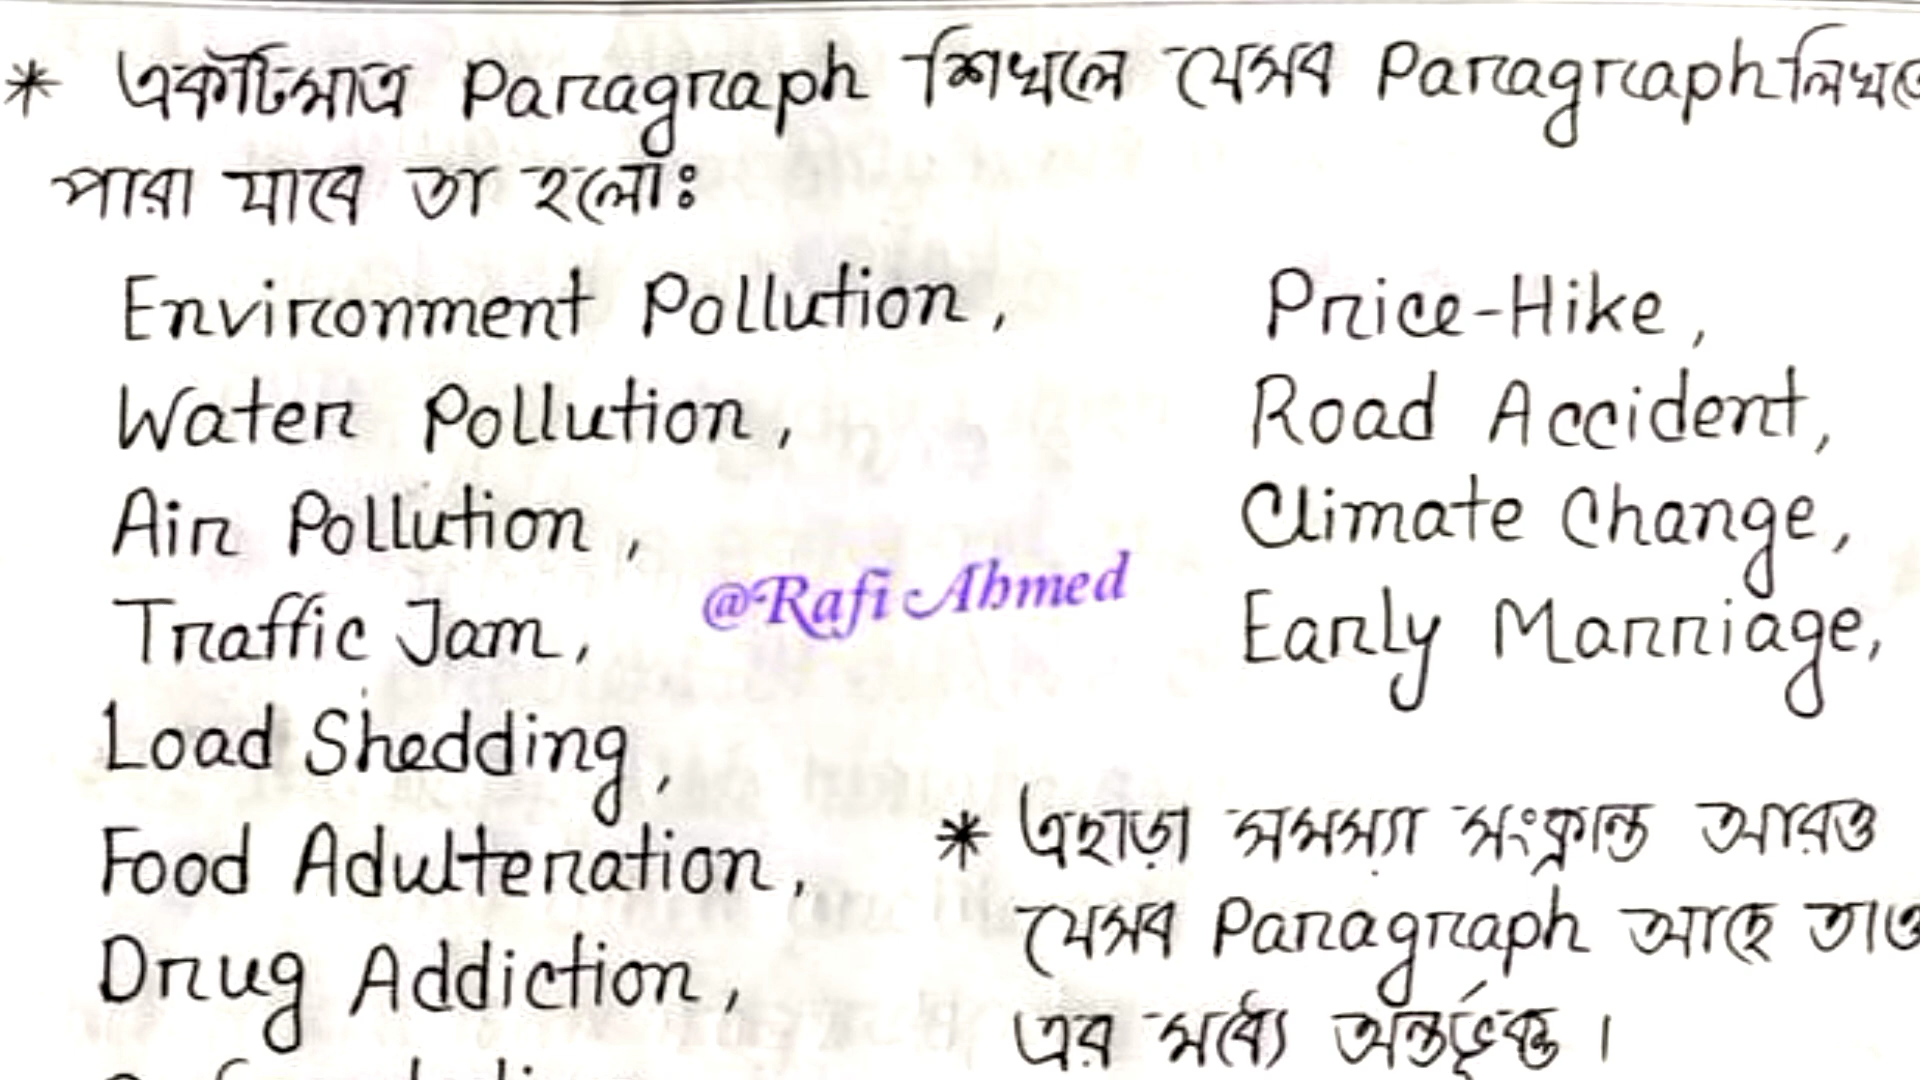 * একটিমাত্র Paragraph শিখলে যেসব Paragraph লিখতে
পারা যাবে তা হলোঃ
Environment Pollution,
Water Pollution,
Air Pollution,
Traffic Jam,
Load Shedding,
Food Adulteration,
Drug Addiction,
Price-Hike,
Road Accident,
Climate Change,
Early Marriage,
@Rafi Ahmed
* এছাড়া সমস্যা সংক্রান্ত আরও
যেসব Paragraph আছে তাও
এর মধ্যে অন্তর্ভুক্ত।